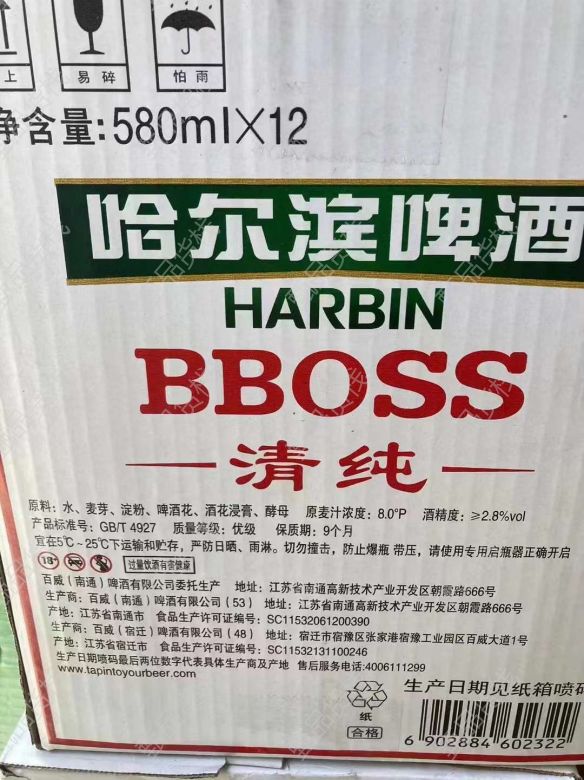 上 易碎 怕雨
净含量:580ml×12
哈尔滨啤酒
HARBIN
BBOSS
清纯
原料:水、麦芽、淀粉、啤酒花、酒花浸膏、酵母 原麦汁浓度:8.0°P 酒精度:≥2.8%vol
产品标准号:GB/T 4927 质量等级:优级 保质期:9个月
宜在5℃~25℃下运输和贮存，严防日晒、雨淋。切勿撞击，防止爆瓶 带压，请使用专用启瓶器正确开启
18+ 过量饮酒有害健康
百威（南通）啤酒有限公司委托生产 地址:江苏省南通高新技术产业开发区朝霞路666号
生产商:百威（南通）啤酒有限公司（53）地址:江苏省南通高新技术产业开发区朝霞路666号
产地:江苏省南通市 食品生产许可证编号:SC11532061200390
生产商:百威（宿迁）啤酒有限公司（48）地址:宿迁市宿豫区张家港宿豫工业园区百威大道1号
产地:江苏省宿迁市 食品生产许可证编号:SC11532131100246
生产日期喷码最后两位数字代表具体生产商及产地 售后服务电话:4006111299
www.tapintoyourbeer.com
生产日期见纸箱喷码
纸
合格
6 902884 602322